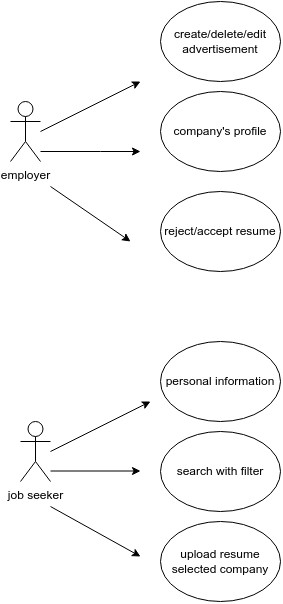 create/delete/edit
advertisement
company's profile
employer
reject/accept resume
personal information
search with filter
job seeker
upload resume
selected company